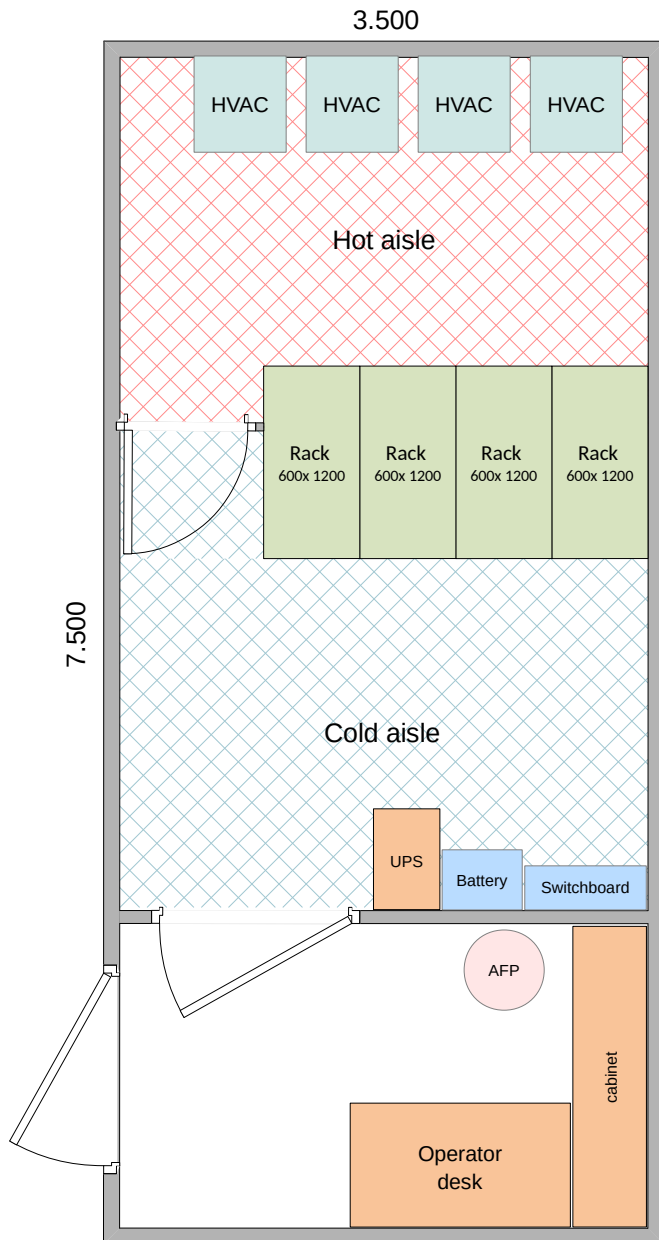 3.500
HVAC
HVAC
HVAC
HVAC
Hot aisle
Rack
600x 1200
Rack
600x 1200
Rack
600x 1200
Rack
600x 1200
7.500
Cold aisle
UPS
Battery
Switchboard
AFP
cabinet
Operator
desk